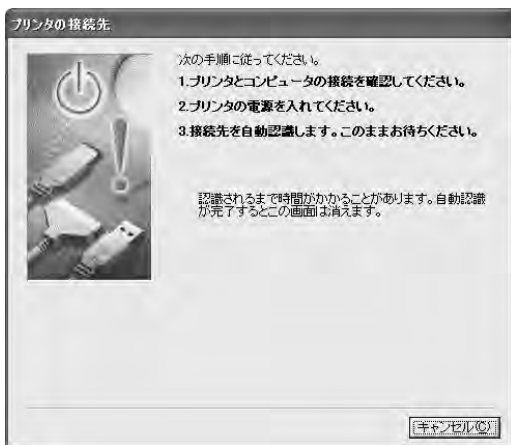 プリンタの接続先
次の手順に従ってください。
1.プリンタとコンピュータの接続を確認してください。
2.プリンタの電源を入れてください。
3.接続先を自動認識します。このままお待ちください。
認識されるまで時間がかかることがあります。自動認識
が完了するとこの画面は消えます。
キャンセル(C)